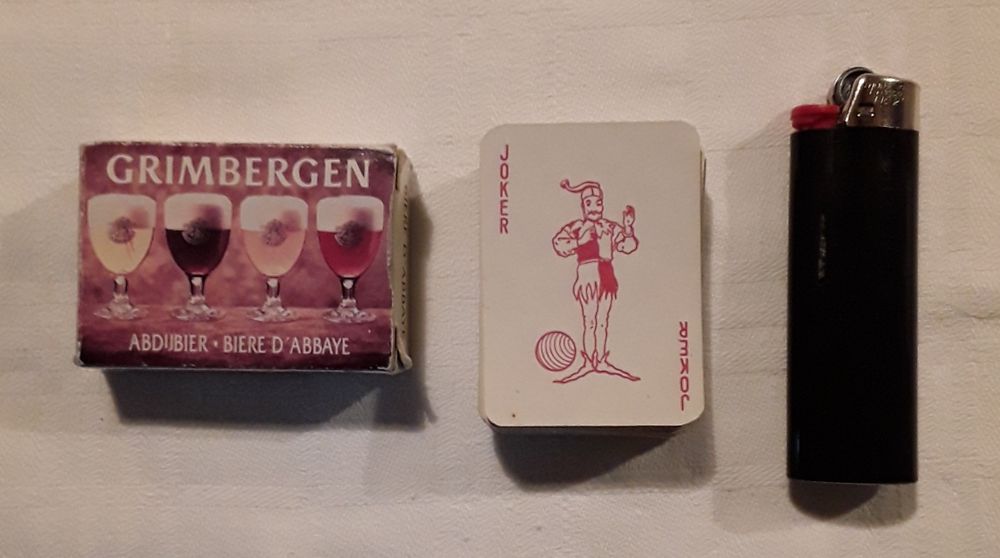 GRIMBERGEN
ABDIJBIER · BIERE D'ABBAYE
JOKER
JOKER